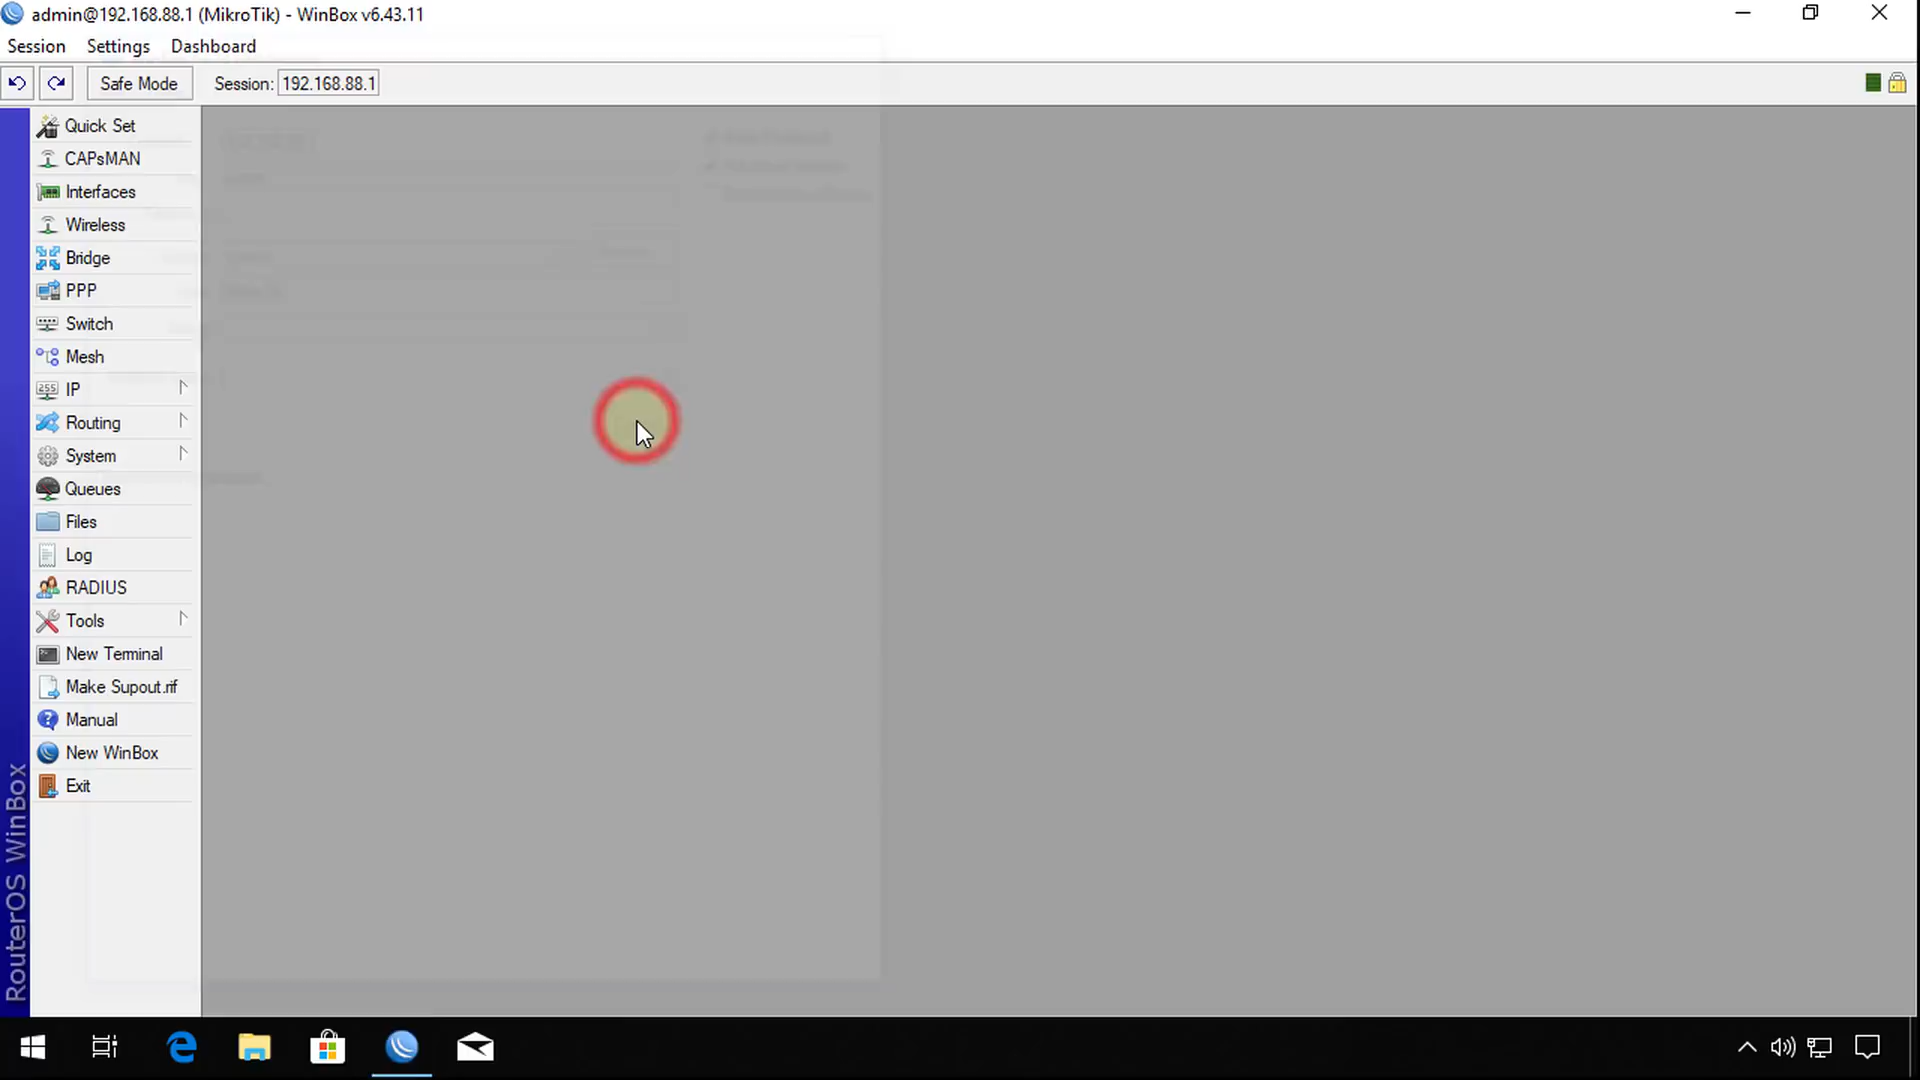 admin@192.168.88.1 (MikroTik) - WinBox v6.43.11
Session Settings Dashboard
Safe Mode Session: 192.168.88.1
Quick Set
CAPsMAN
Interfaces
Wireless
Bridge
PPP
Switch
Mesh
255 IP
Routing
System
Queues
Files
Log
RADIUS
Tools
New Terminal
Make Supout.rif
Manual
New WinBox
Exit
RouterOS WinBox